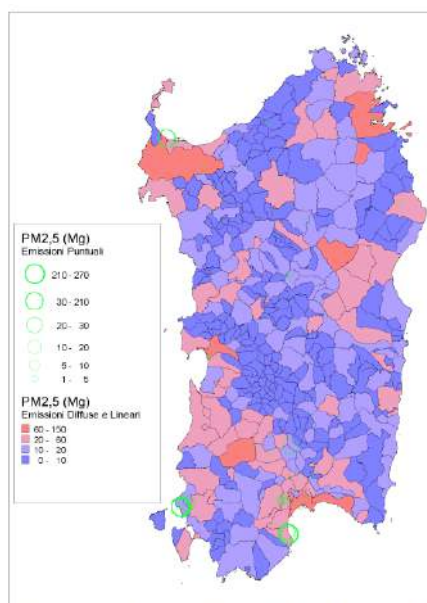 PM2,5 (Mg)
Emissioni Puntuali
210 - 270
30 - 210
20 - 30
10 - 20
5 - 10
1 - 5
PM2,5 (Mg)
Emissioni Diffuse e Lineari
60 - 150
20 - 60
10 - 20
0 - 10